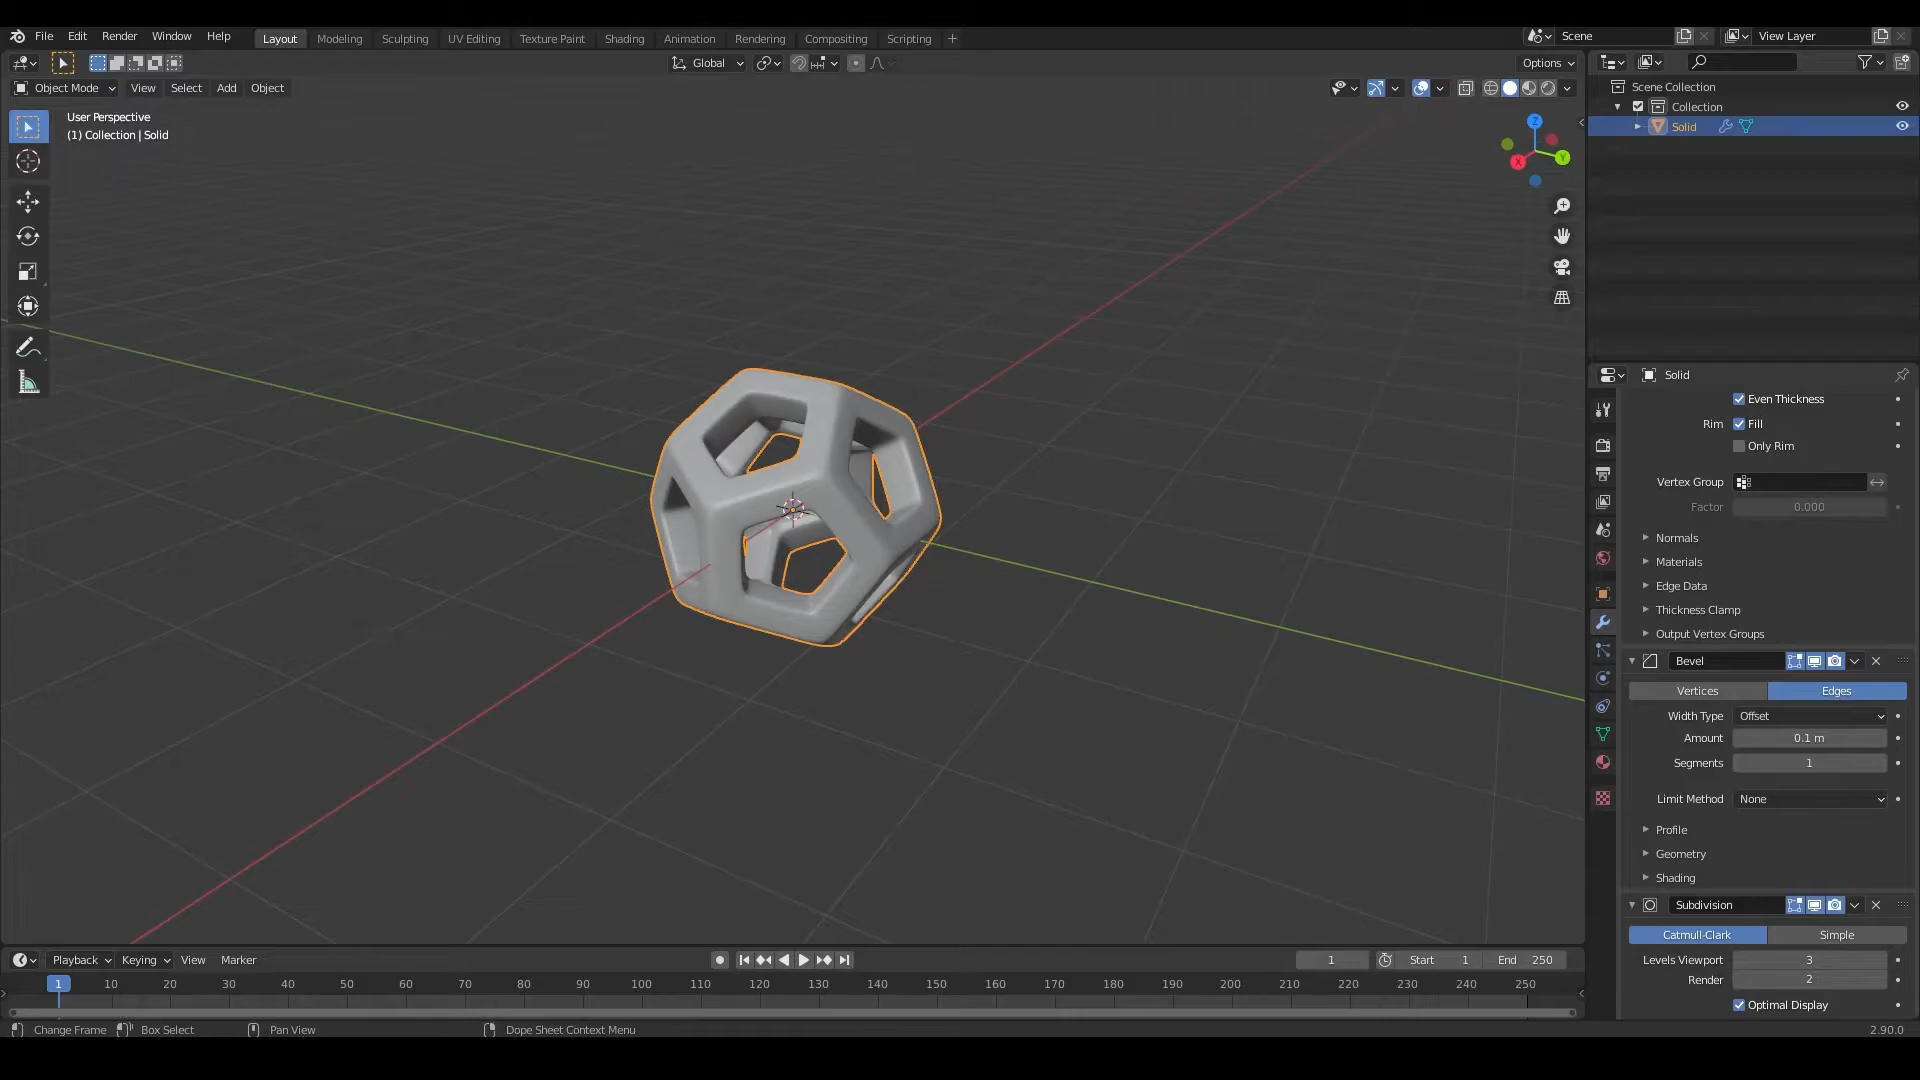 File Edit Render Window Help Layout Modeling Sculpting UV Editing Texture Paint Shading Animation Rendering Compositing Scripting + Scene View Layer
Global Options
Object Mode View Select Add Object
User Perspective
(1) Collection | Solid
Z
Y
X
Scene Collection
Collection
Solid
Solid
Even Thickness
Rim Fill
Only Rim
Vertex Group
Factor 0.000
Normals
Materials
Edge Data
Thickness Clamp
Output Vertex Groups
Bevel
Vertices Edges
Width Type Offset
Amount 0.1 m
Segments 1
Limit Method None
Profile
Geometry
Shading
Subdivision
Catmull-Clark Simple
Levels Viewport 3
Render 2
Optimal Display
Playback Keying View Marker 1 Start 1 End 250
1 10 20 30 40 50 60 70 80 90 100 110 120 130 140 150 160 170 180 190 200 210 220 230 240 250
Change Frame Box Select Pan View Dope Sheet Context Menu 2.90.0